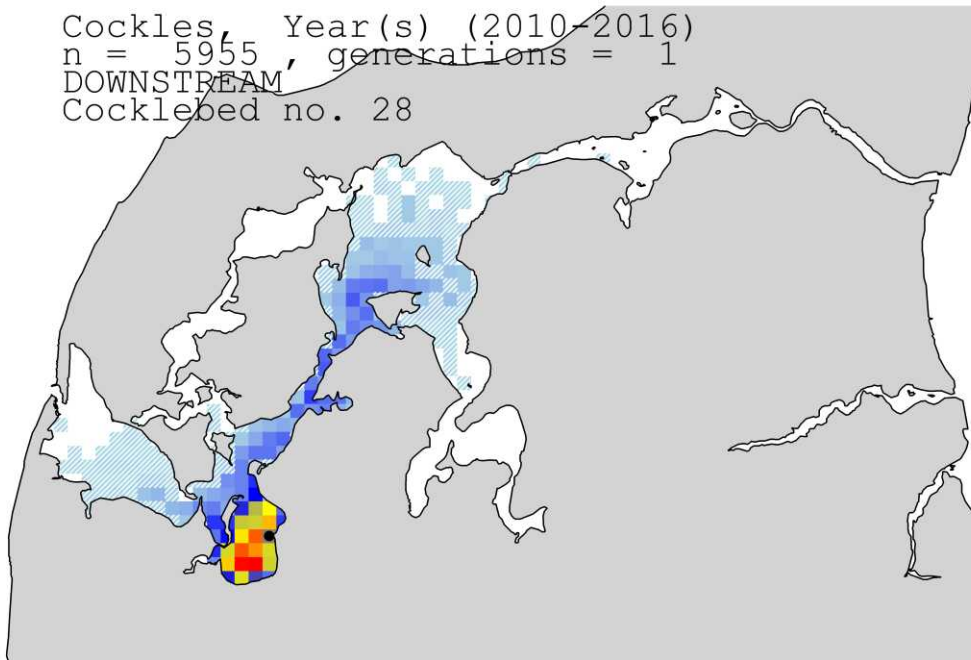 Cockles, Year(s) (2010-2016)
n = 5955 , generations = 1
DOWNSTREAM
Cocklebed no. 28